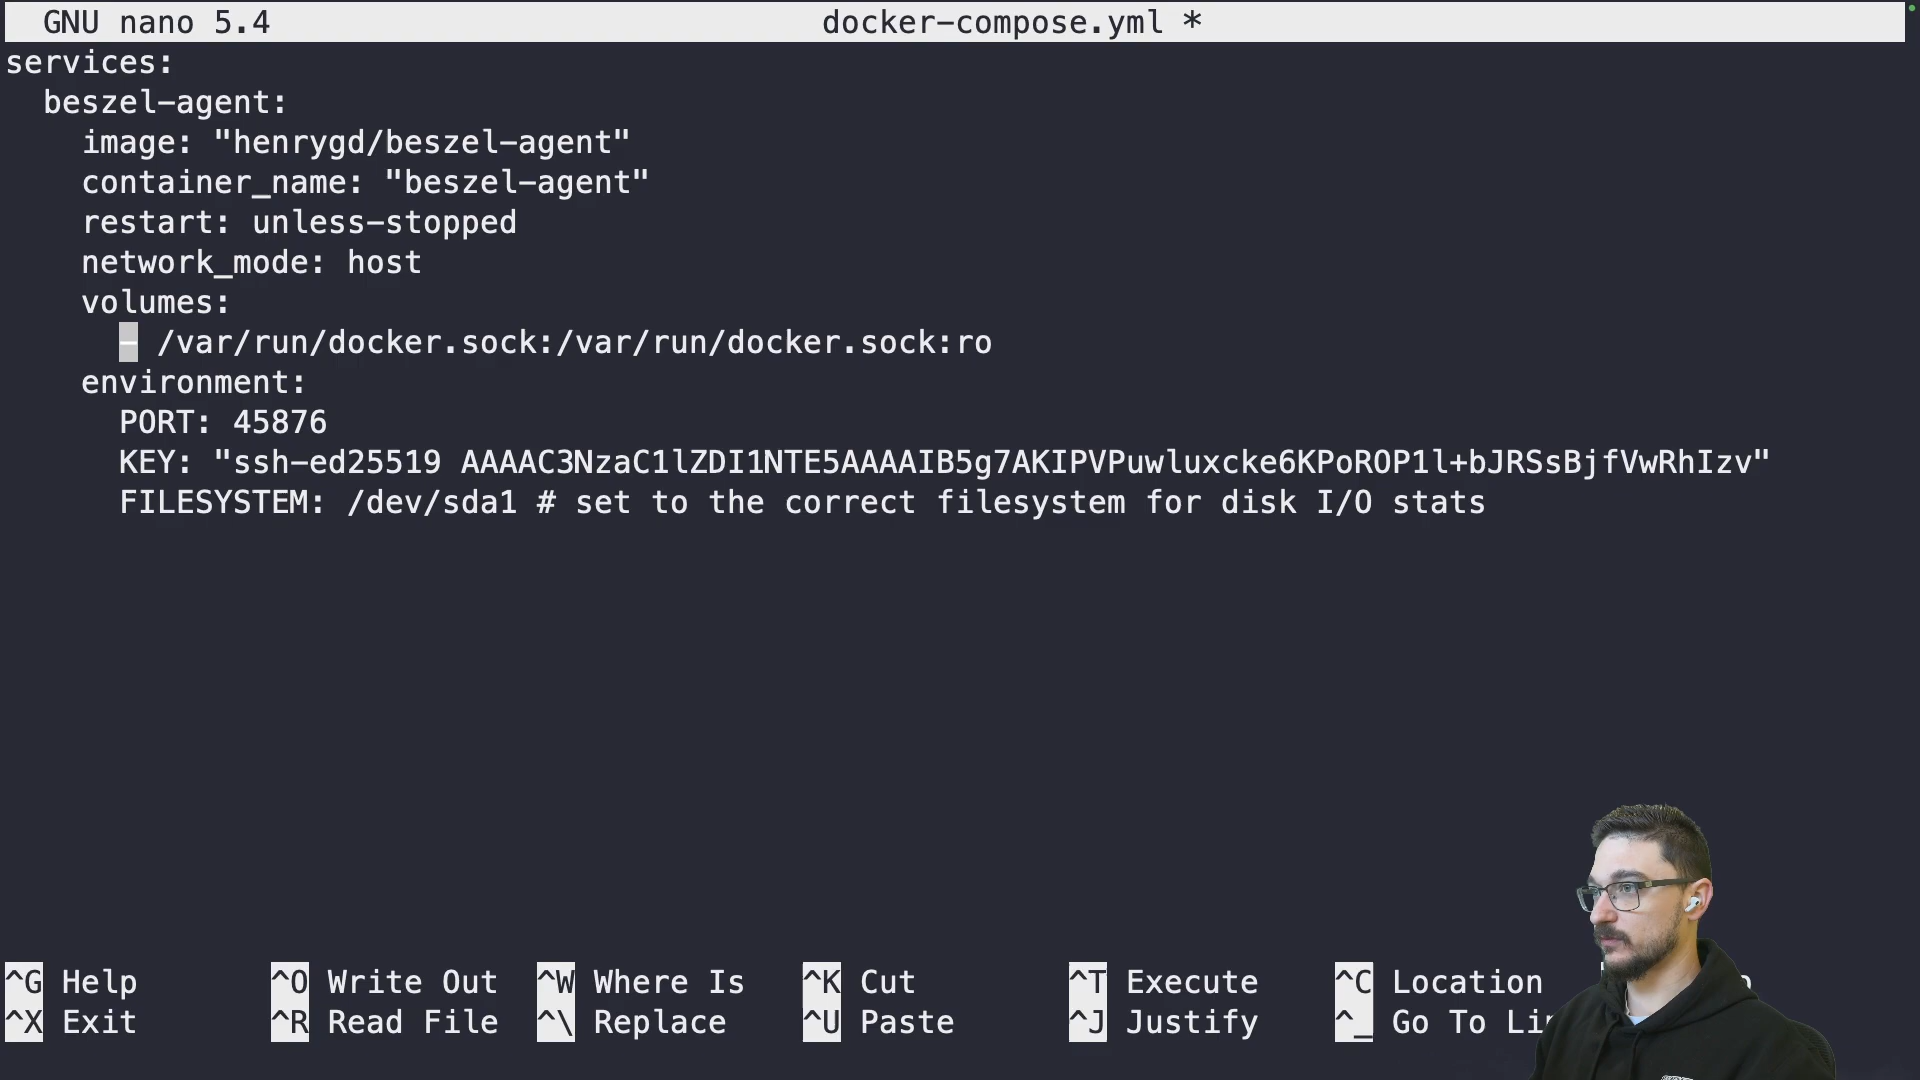 GNU nano 5.4 docker-compose.yml *
services:
  beszel-agent:
    image: "henrygd/beszel-agent"
    container_name: "beszel-agent"
    restart: unless-stopped
    network_mode: host
    volumes:
      - /var/run/docker.sock:/var/run/docker.sock:ro
    environment:
      PORT: 45876
      KEY: "ssh-ed25519 AAAAC3NzaC1lZDI1NTE5AAAAIB5g7AKIPVPuwluxcke6KPoROP1l+bJRSsBjfVwRhIzv"
      FILESYSTEM: /dev/sda1 # set to the correct filesystem for disk I/O stats
^G Help ^O Write Out ^W Where Is ^K Cut ^T Execute ^C Location
^X Exit ^R Read File ^\ Replace ^U Paste ^J Justify ^_ Go To